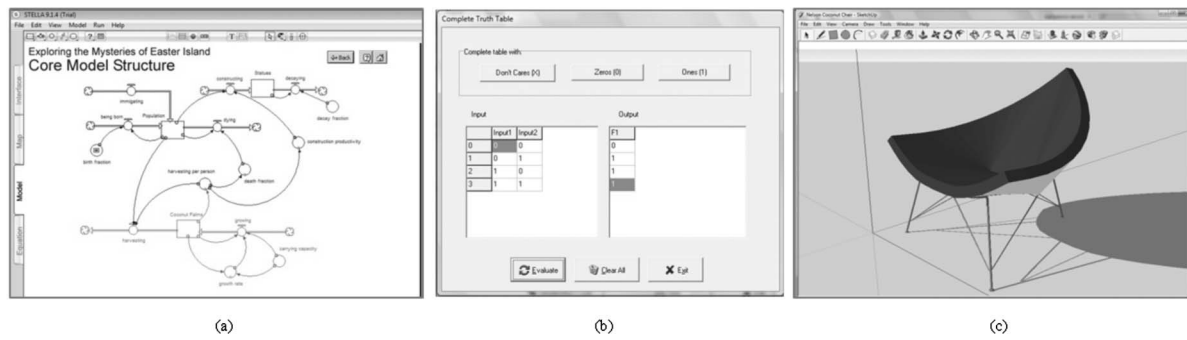 STELLA 9.1.4 (Trial)
File Edit View Model Run Help
Exploring the Mysteries of Easter Island
Core Model Structure
Back
Interface
Map
Model
Equation
Statues
constructing
decaying
immigrating
decay fraction
being born
Population
dying
construction productivity
birth fraction
harvesting per person
death fraction
Coconut Palms
growing
harvesting
carrying capacity
growth rate
(a)
Complete Truth Table
Complete table with:
Don't Cares (X) Zeros (0) Ones (1)
Input Output
Input1 Input2 F1
0 0 0 0
1 0 1 1
2 1 0 1
3 1 1 1
Evaluate Clear All Exit
(b)
Nelson Coconut Chair - SketchUp
File Edit View Camera Draw Tools Window Help
(c)